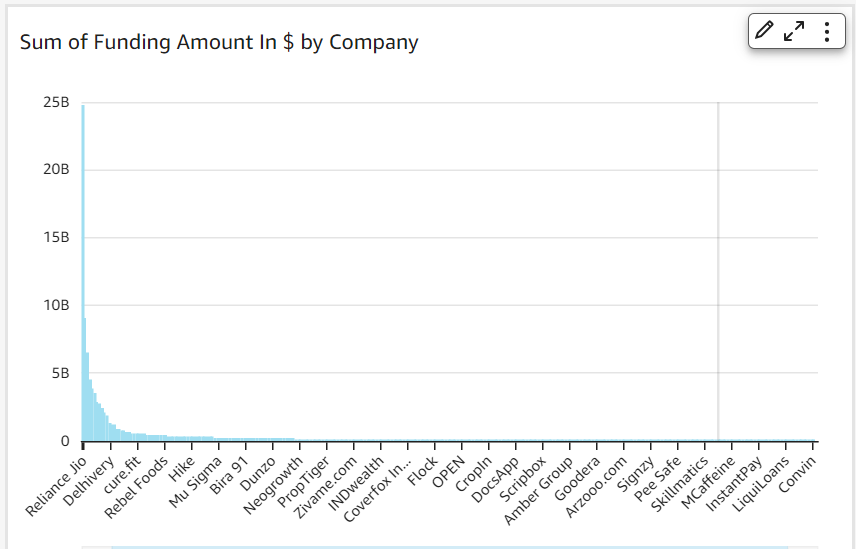 Sum of Funding Amount In $ by Company
25B
20B
15B
10B
5B
0
Reliance Jio
Delhivery
cure.fit
Rebel Foods
Hike
Mu Sigma
Bira 91
Dunzo
Neogrowth
PropTiger
Zivame.com
INDwealth
Coverfox In...
Flock
OPEN
CropIn
DocsApp
Scripbox
Amber Group
Goodera
Arzooo.com
Signzy
Pee Safe
Skillmatics
MCaffeine
InstantPay
LiquiLoans
Convin